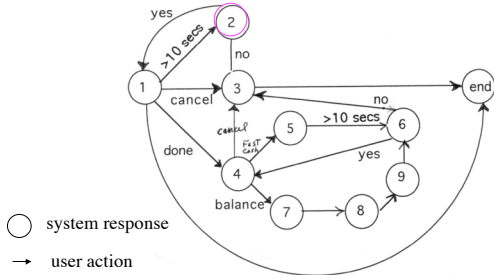 yes
2
>10 secs
no
1
cancel
3
end
no
cancel
Fast
Cash
5
>10 secs
6
done
yes
4
9
balance
7
8
system response
user action